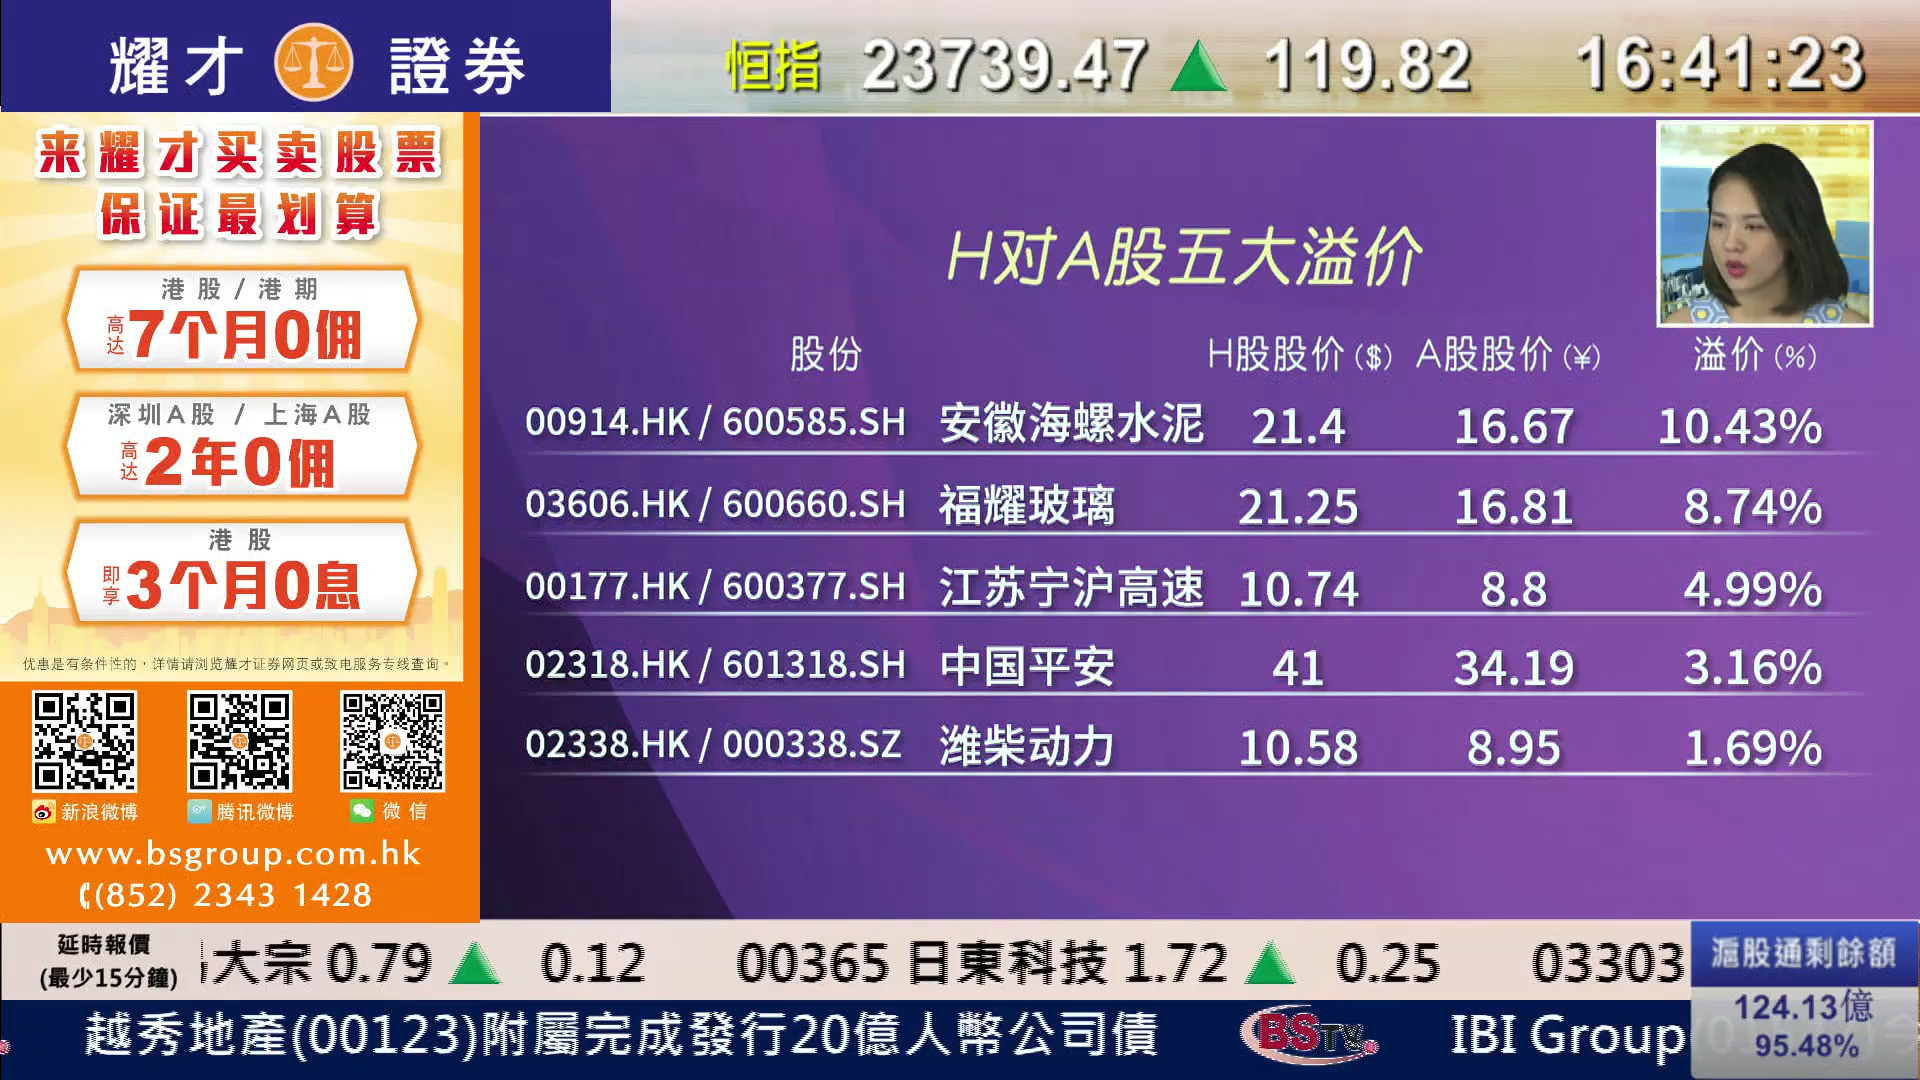 耀才 證券
恒指 23739.47 119.82 16:41:23
来耀才买卖股票
保证最划算
港股/港期
高达7个月0佣
深圳A股 / 上海A股
高达2年0佣
港股
即享3个月0息
优惠是有条件性的，详情请浏览耀才证券网页或致电服务专线查询。
新浪微博 腾讯微博 微信
www.bsgroup.com.hk
(852) 2343 1428
H对A股五大溢价
股份 H股股价($) A股股价(¥) 溢价(%)
00914.HK / 600585.SH 安徽海螺水泥 21.4 16.67 10.43%
03606.HK / 600660.SH 福耀玻璃 21.25 16.81 8.74%
00177.HK / 600377.SH 江苏宁沪高速 10.74 8.8 4.99%
02318.HK / 601318.SH 中国平安 41 34.19 3.16%
02338.HK / 000338.SZ 潍柴动力 10.58 8.95 1.69%
延時報價
(最少15分鐘)
大宗 0.79 0.12 00365 日東科技 1.72 0.25 03303
滬股通剩餘額
124.13億
95.48%
越秀地產(00123)附屬完成發行20億人幣公司債 BSTV IBI Group